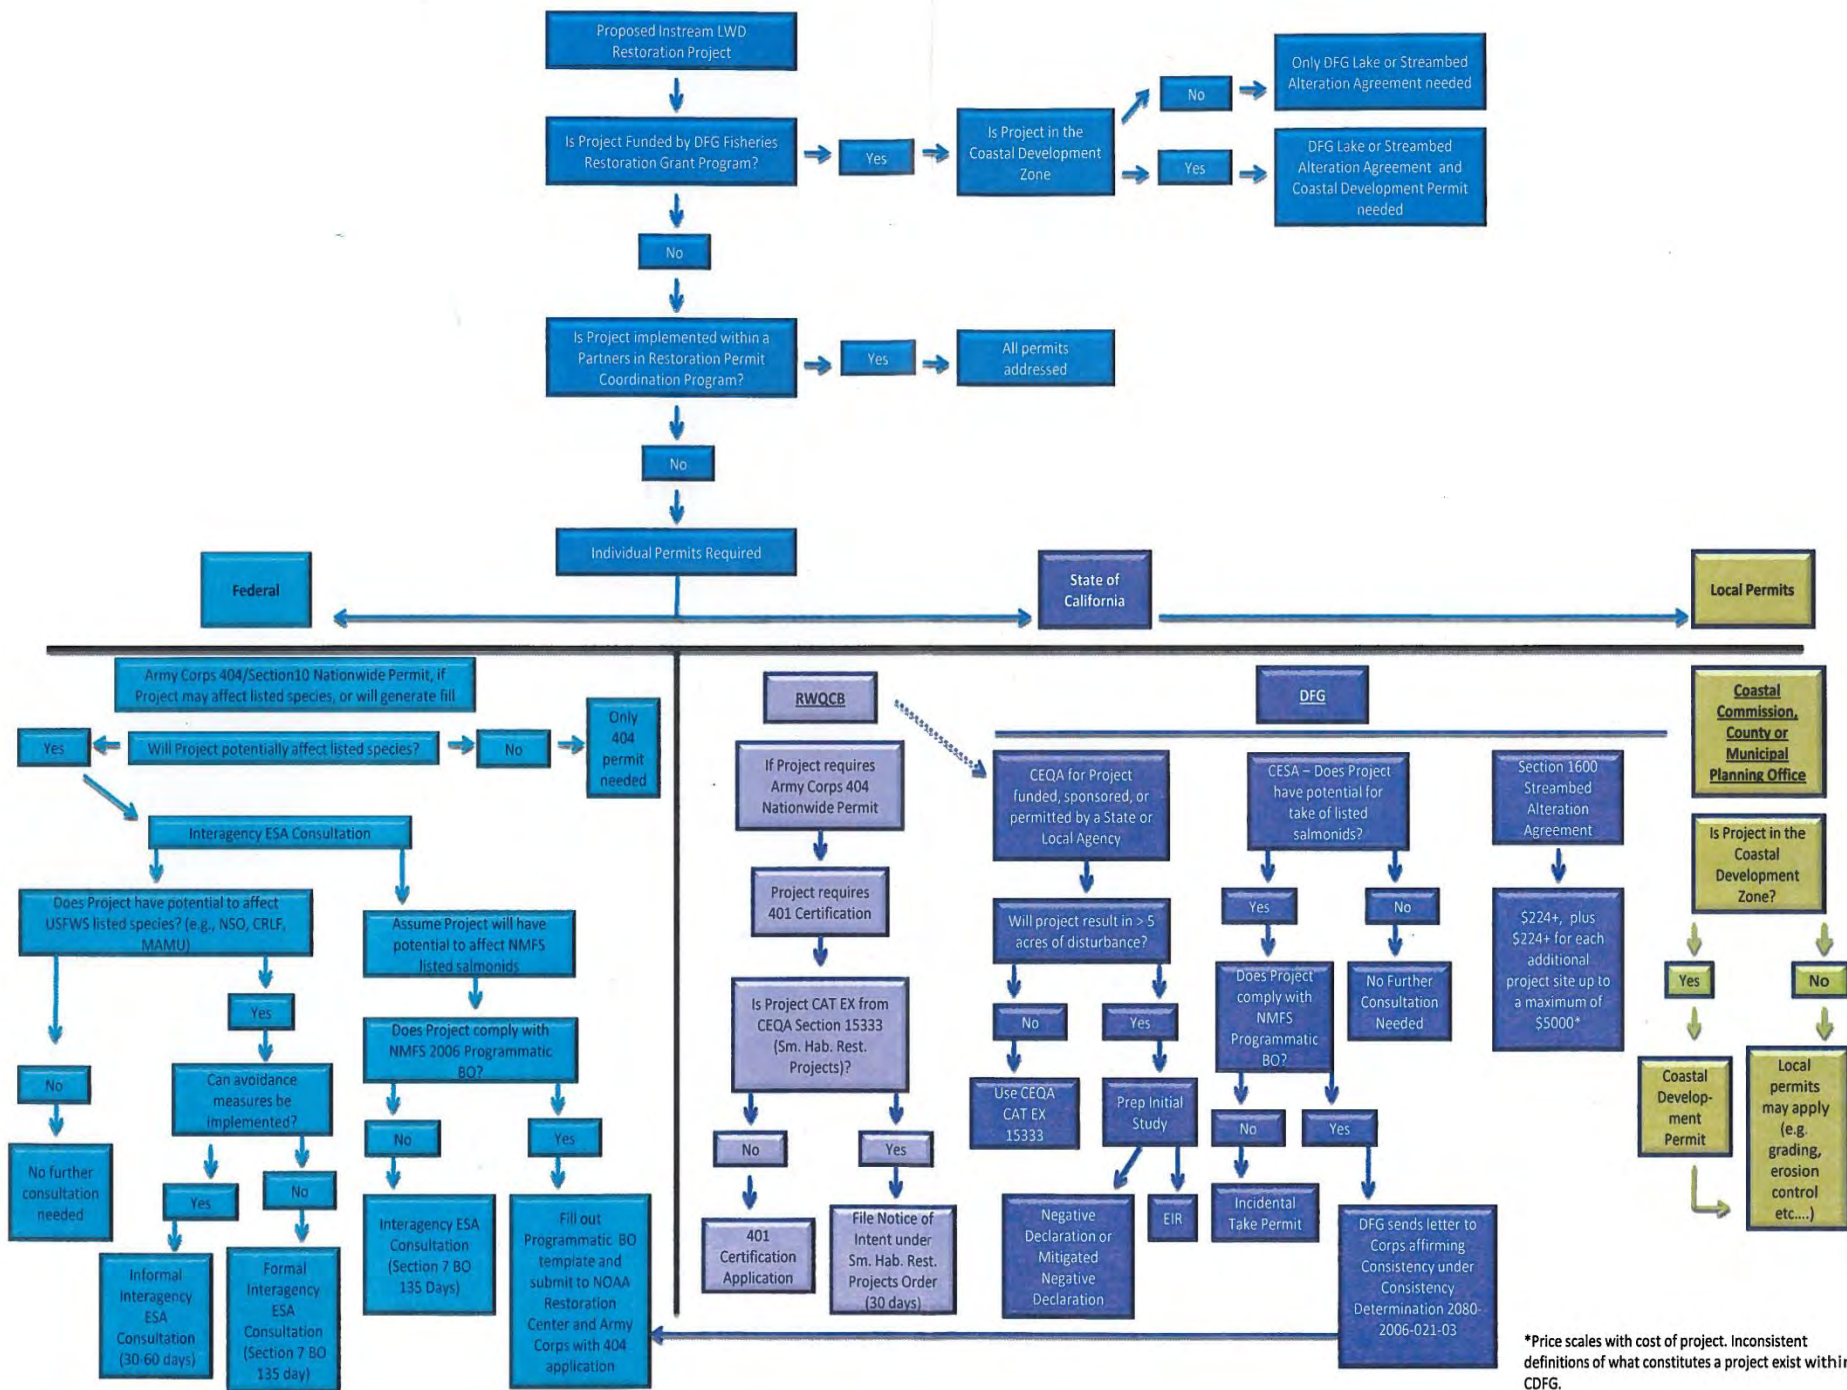 Proposed Instream LWD
Restoration Project
Is Project Funded by DFG Fisheries
Restoration Grant Program?
Yes
Is Project in the
Coastal Development
Zone
No
Only DFG Lake or Streambed
Alteration Agreement needed
Yes
DFG Lake or Streambed
Alteration Agreement and
Coastal Development Permit
needed
No
Is Project implemented within a
Partners in Restoration Permit
Coordination Program?
Yes
All permits
addressed
No
Individual Permits Required
Federal
State of
California
Local Permits
Army Corps 404/Section10 Nationwide Permit, if
Project may affect listed species, or will generate fill
Yes
Will Project potentially affect listed species?
No
Only
404
permit
needed
Interagency ESA Consultation
Does Project have potential to affect
USFWS listed species? (e.g., NSO, CRLF,
MAMU)
No
No further
consultation
needed
Yes
Can avoidance
measures be
implemented?
Yes
Informal
Interagency
ESA
Consultation
(30-60 days)
No
Formal
Interagency
ESA
Consultation
(Section 7 BO
135 day)
Assume Project will have
potential to affect NMFS
listed salmonids
Does Project comply with
NMFS 2006 Programmatic
BO?
No
Interagency ESA
Consultation
(Section 7 BO
135 Days)
Yes
Fill out
Programmatic BO
template and
submit to NOAA
Restoration
Center and Army
Corps with 404
application
RWQCB
If Project requires
Army Corps 404
Nationwide Permit
Project requires
401 Certification
Is Project CAT EX from
CEQA Section 15333
(Sm. Hab. Rest.
Projects)?
No
401
Certification
Application
Yes
File Notice of
Intent under
Sm. Hab. Rest.
Projects Order
(30 days)
DFG
CEQA for Project
funded, sponsored, or
permitted by a State or
Local Agency
Will project result in > 5
acres of disturbance?
No
Use CEQA
CAT EX
15333
Yes
Prep Initial
Study
Negative
Declaration or
Mitigated
Negative
Declaration
EIR
CESA – Does Project
have potential for
take of listed
salmonids?
Yes
Does Project
comply with
NMFS
Programmatic
BO?
No
Incidental
Take Permit
Yes
DFG sends letter to
Corps affirming
Consistency under
Consistency
Determination 2080-
2006-021-03
No
No Further
Consultation
Needed
Section 1600
Streambed
Alteration
Agreement
$224+, plus
$224+ for each
additional
project site up to
a maximum of
$5000*
Coastal
Commission,
County or
Municipal
Planning Office
Is Project in the
Coastal
Development
Zone?
Yes
Coastal
Develop-
ment
Permit
No
Local
permits
may apply
(e.g.
grading,
erosion
control
etc....)
*Price scales with cost of project. Inconsistent
definitions of what constitutes a project exist within
CDFG.